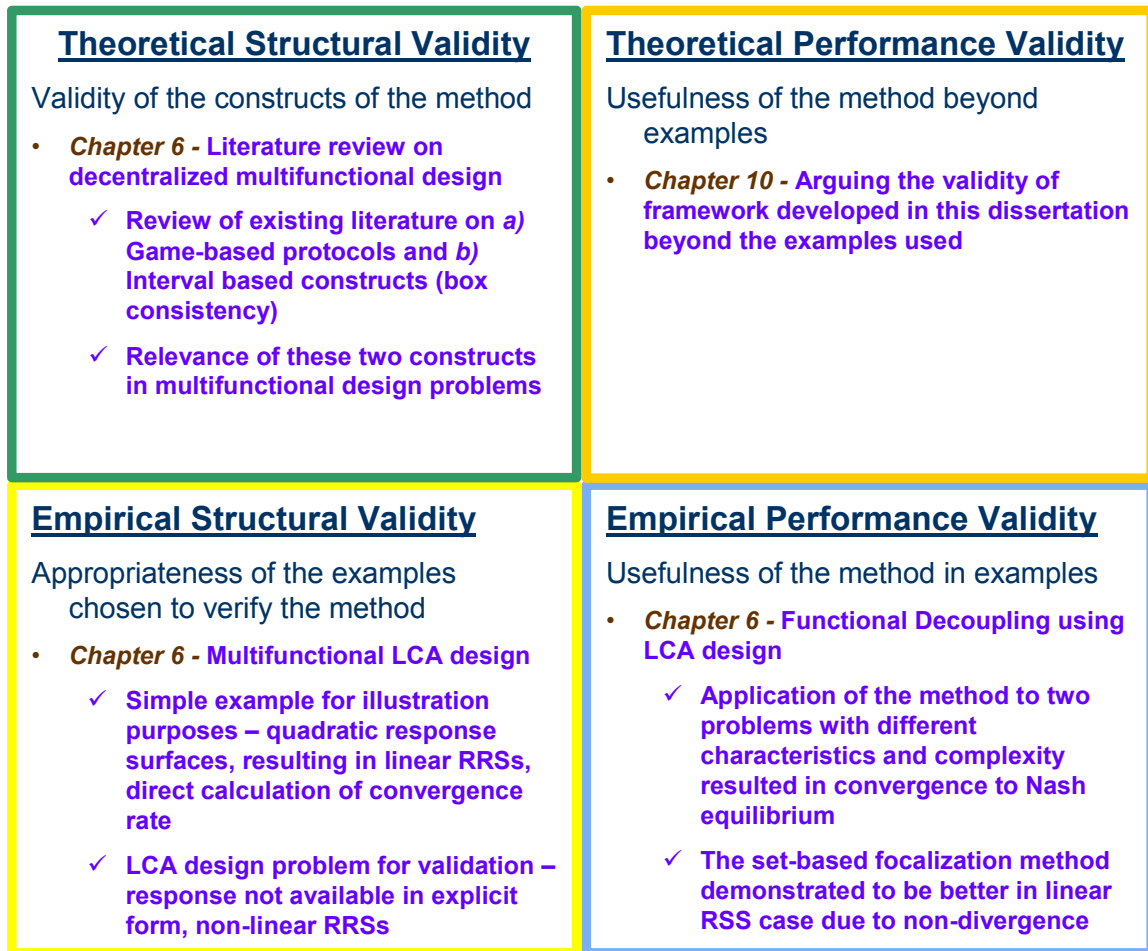 Theoretical Structural Validity
Validity of the constructs of the method
• Chapter 6 - Literature review on
decentralized multifunctional design
✓ Review of existing literature on a)
Game-based protocols and b)
Interval based constructs (box
consistency)
✓ Relevance of these two constructs
in multifunctional design problems
Theoretical Performance Validity
Usefulness of the method beyond
examples
• Chapter 10 - Arguing the validity of
framework developed in this dissertation
beyond the examples used
Empirical Structural Validity
Appropriateness of the examples
chosen to verify the method
• Chapter 6 - Multifunctional LCA design
✓ Simple example for illustration
purposes – quadratic response
surfaces, resulting in linear RRSs,
direct calculation of convergence
rate
✓ LCA design problem for validation –
response not available in explicit
form, non-linear RRSs
Empirical Performance Validity
Usefulness of the method in examples
• Chapter 6 - Functional Decoupling using
LCA design
✓ Application of the method to two
problems with different
characteristics and complexity
resulted in convergence to Nash
equilibrium
✓ The set-based focalization method
demonstrated to be better in linear
RSS case due to non-divergence